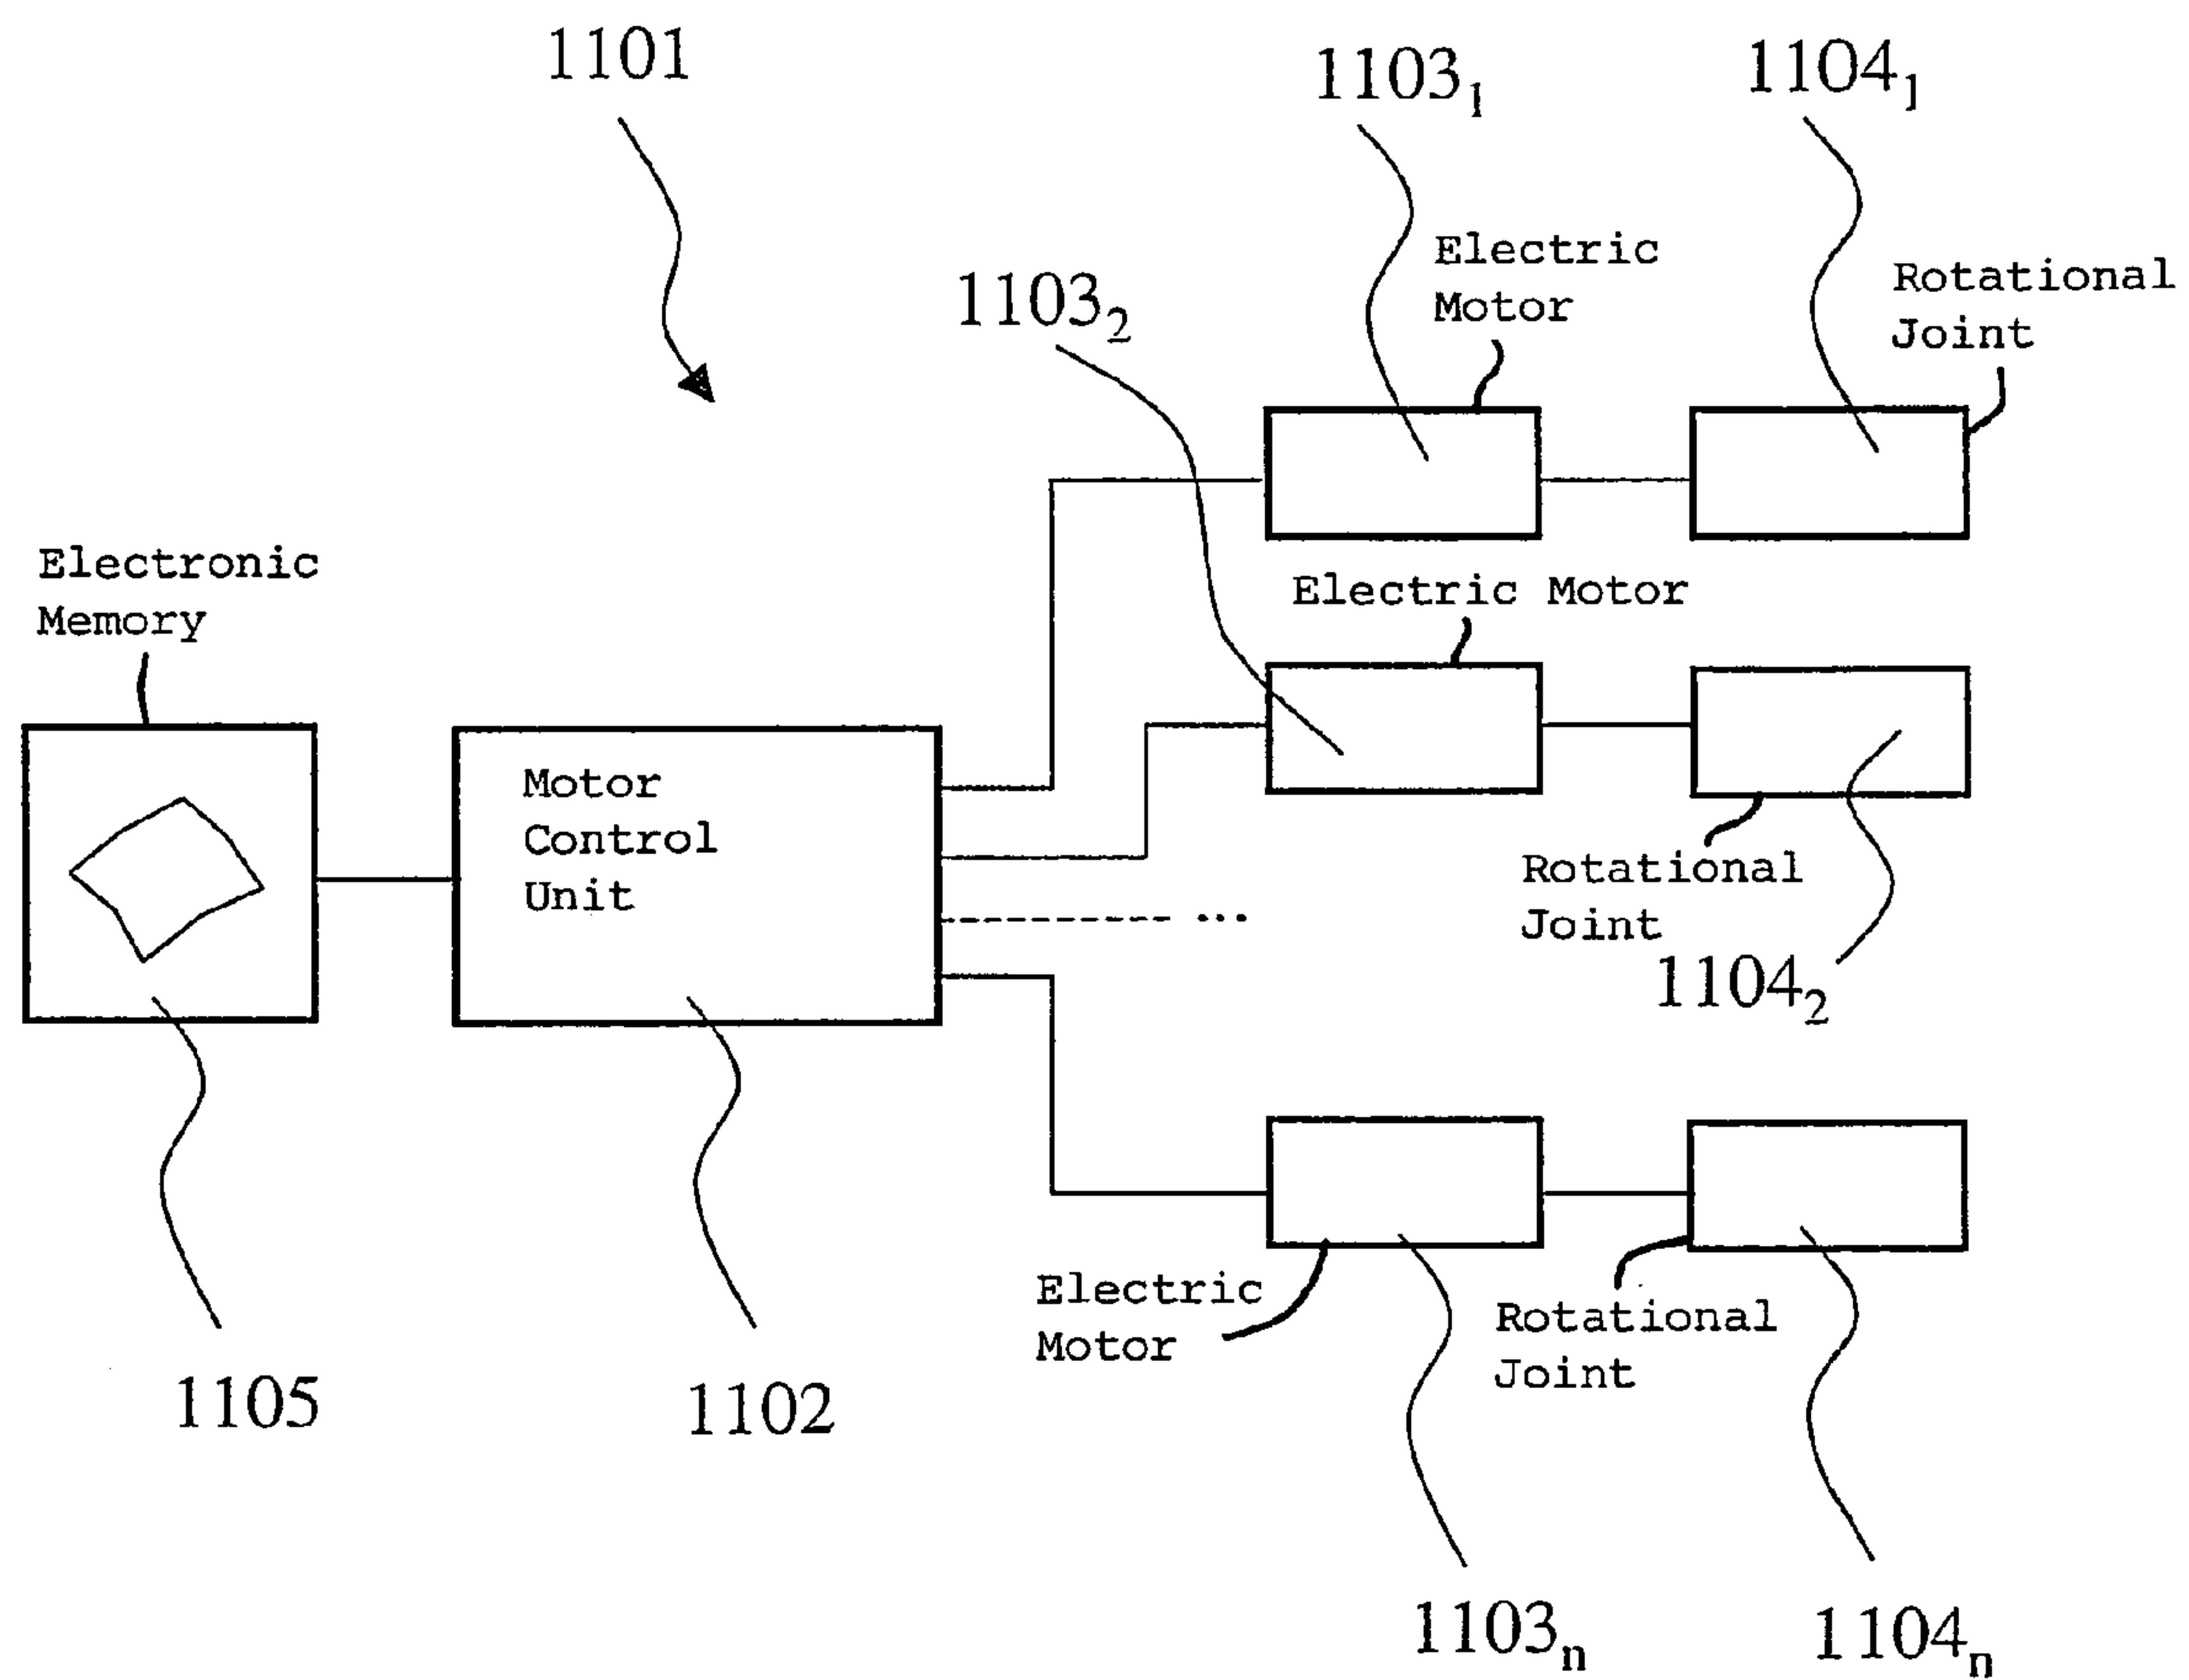 1101
1103₁
1104₁
Electric
Motor
Rotational
Joint
1103₂
Electronic
Memory
Electric Motor
Motor
Control
Unit
...
Rotational
Joint
1104₂
Electric
Motor
Rotational
Joint
1105
1102
1103ₙ
1104ₙ